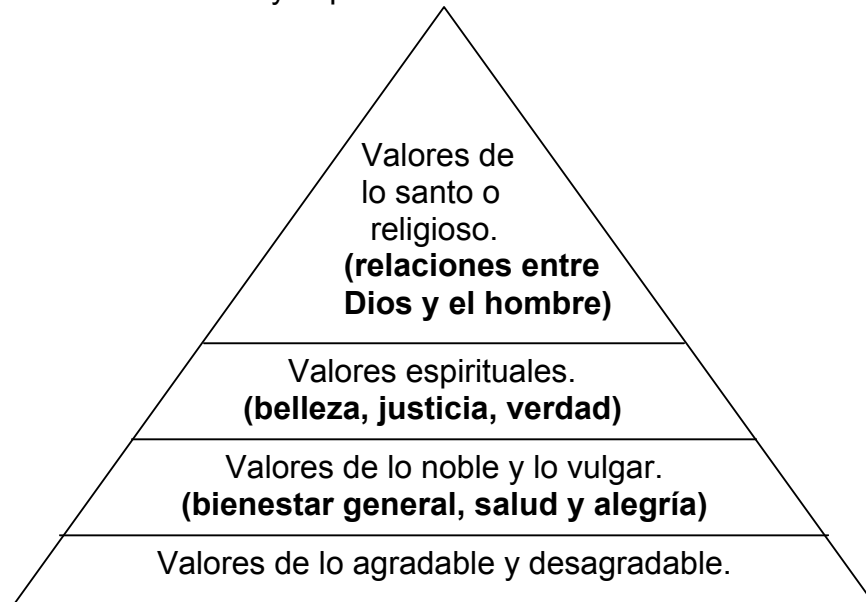 y
Valores de
lo santo o
religioso.
(relaciones entre
Dios y el hombre)
Valores espirituales.
(belleza, justicia, verdad)
Valores de lo noble y lo vulgar.
(bienestar general, salud y alegría)
Valores de lo agradable y desagradable.